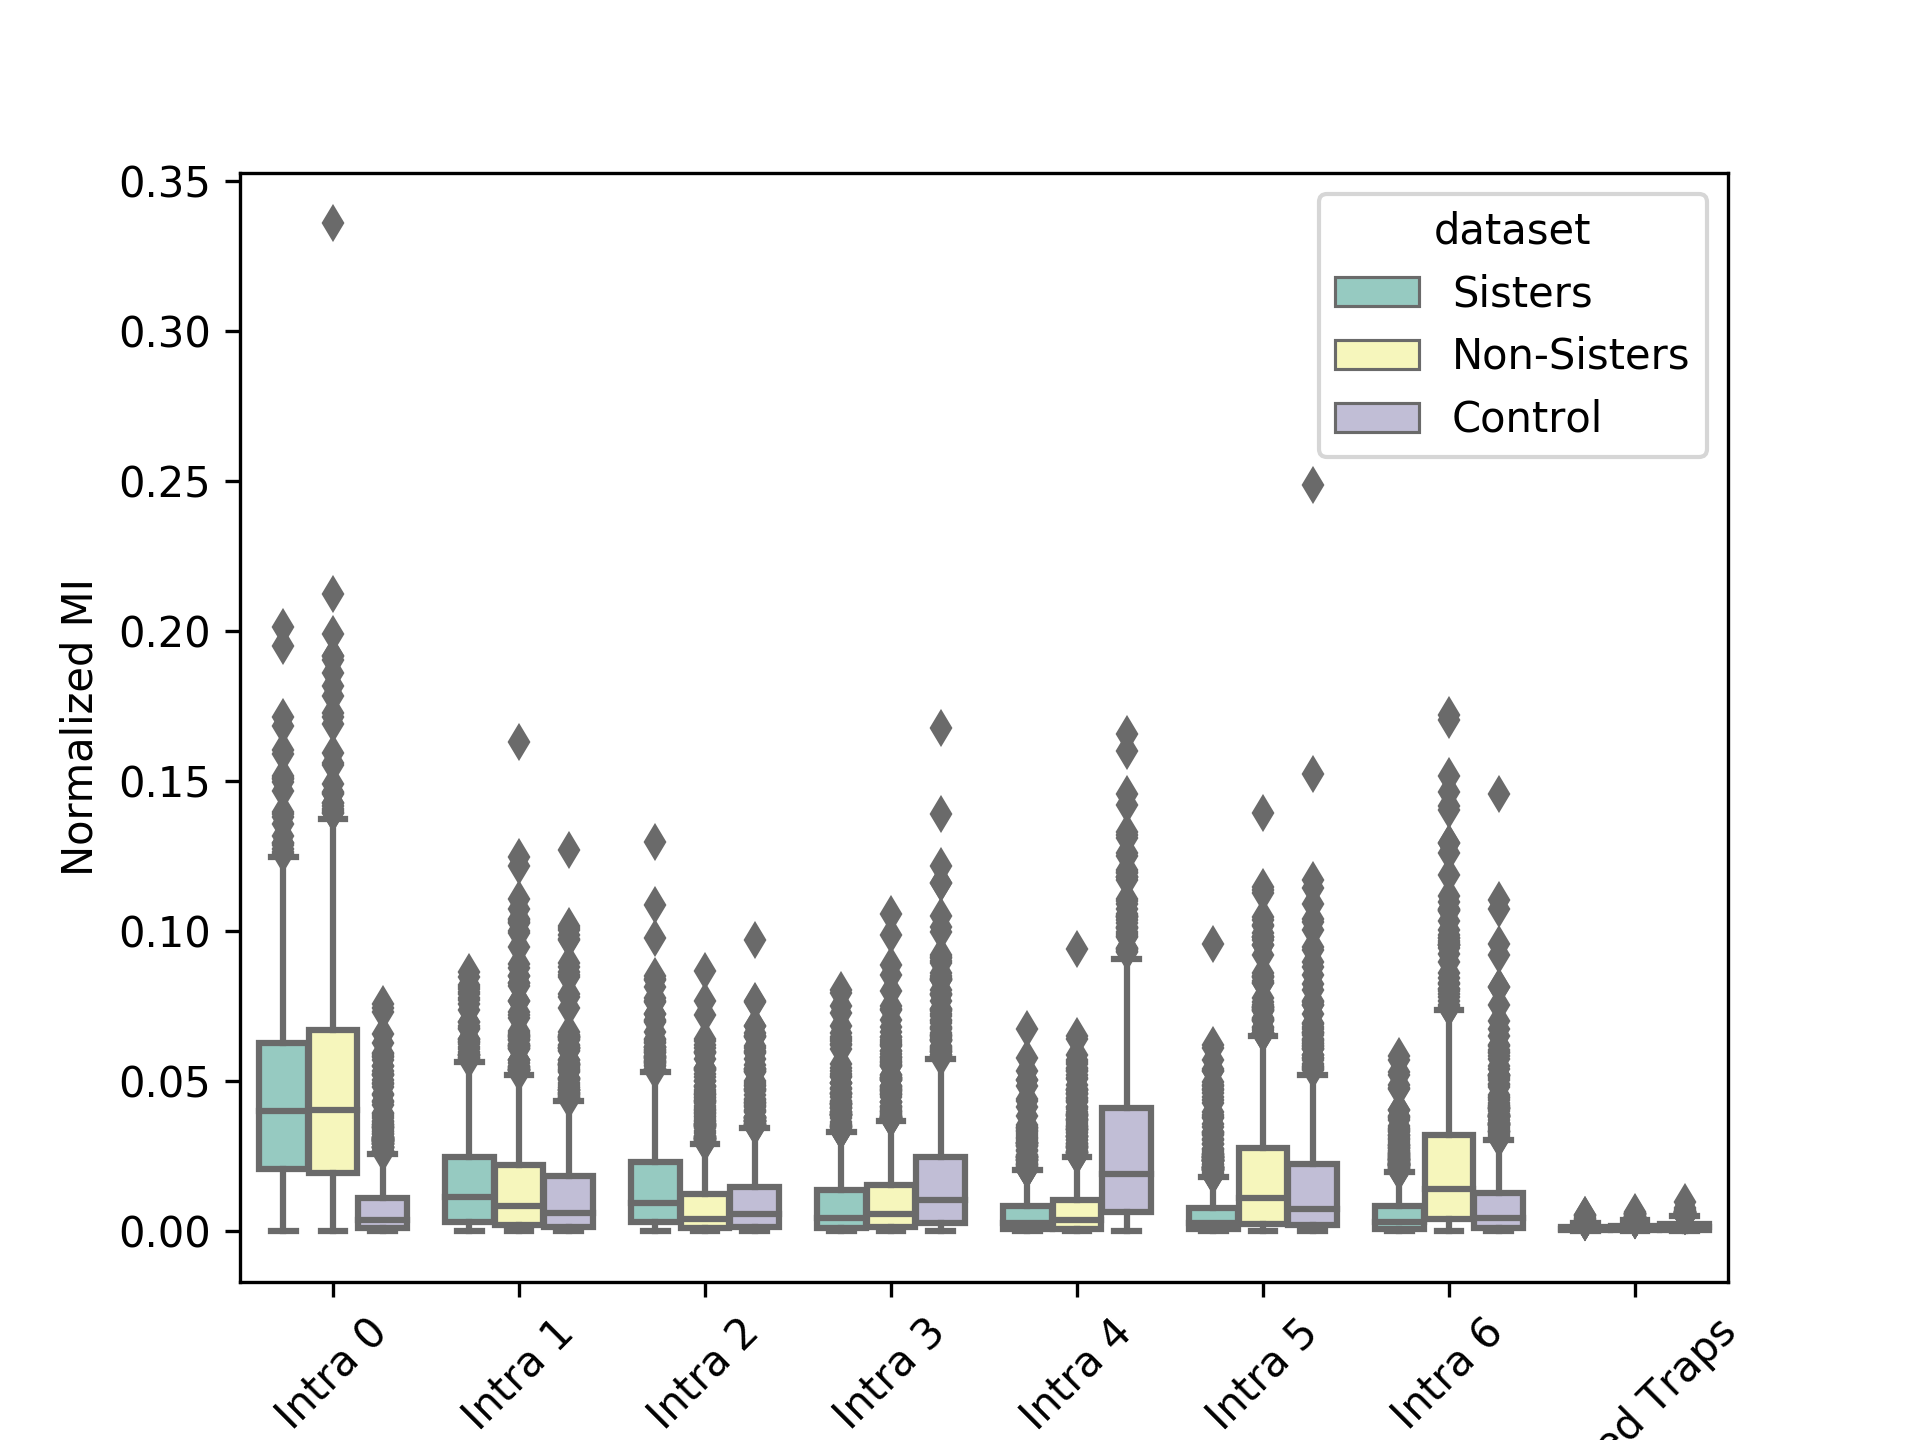 0.35
0.30
0.25
0.20
0.15
0.10
0.05
0.00
Normalized MI
dataset
Sisters
Non-Sisters
Control
Intra 0
Intra 1
Intra 2
Intra 3
Intra 4
Intra 5
Intra 6
Traps